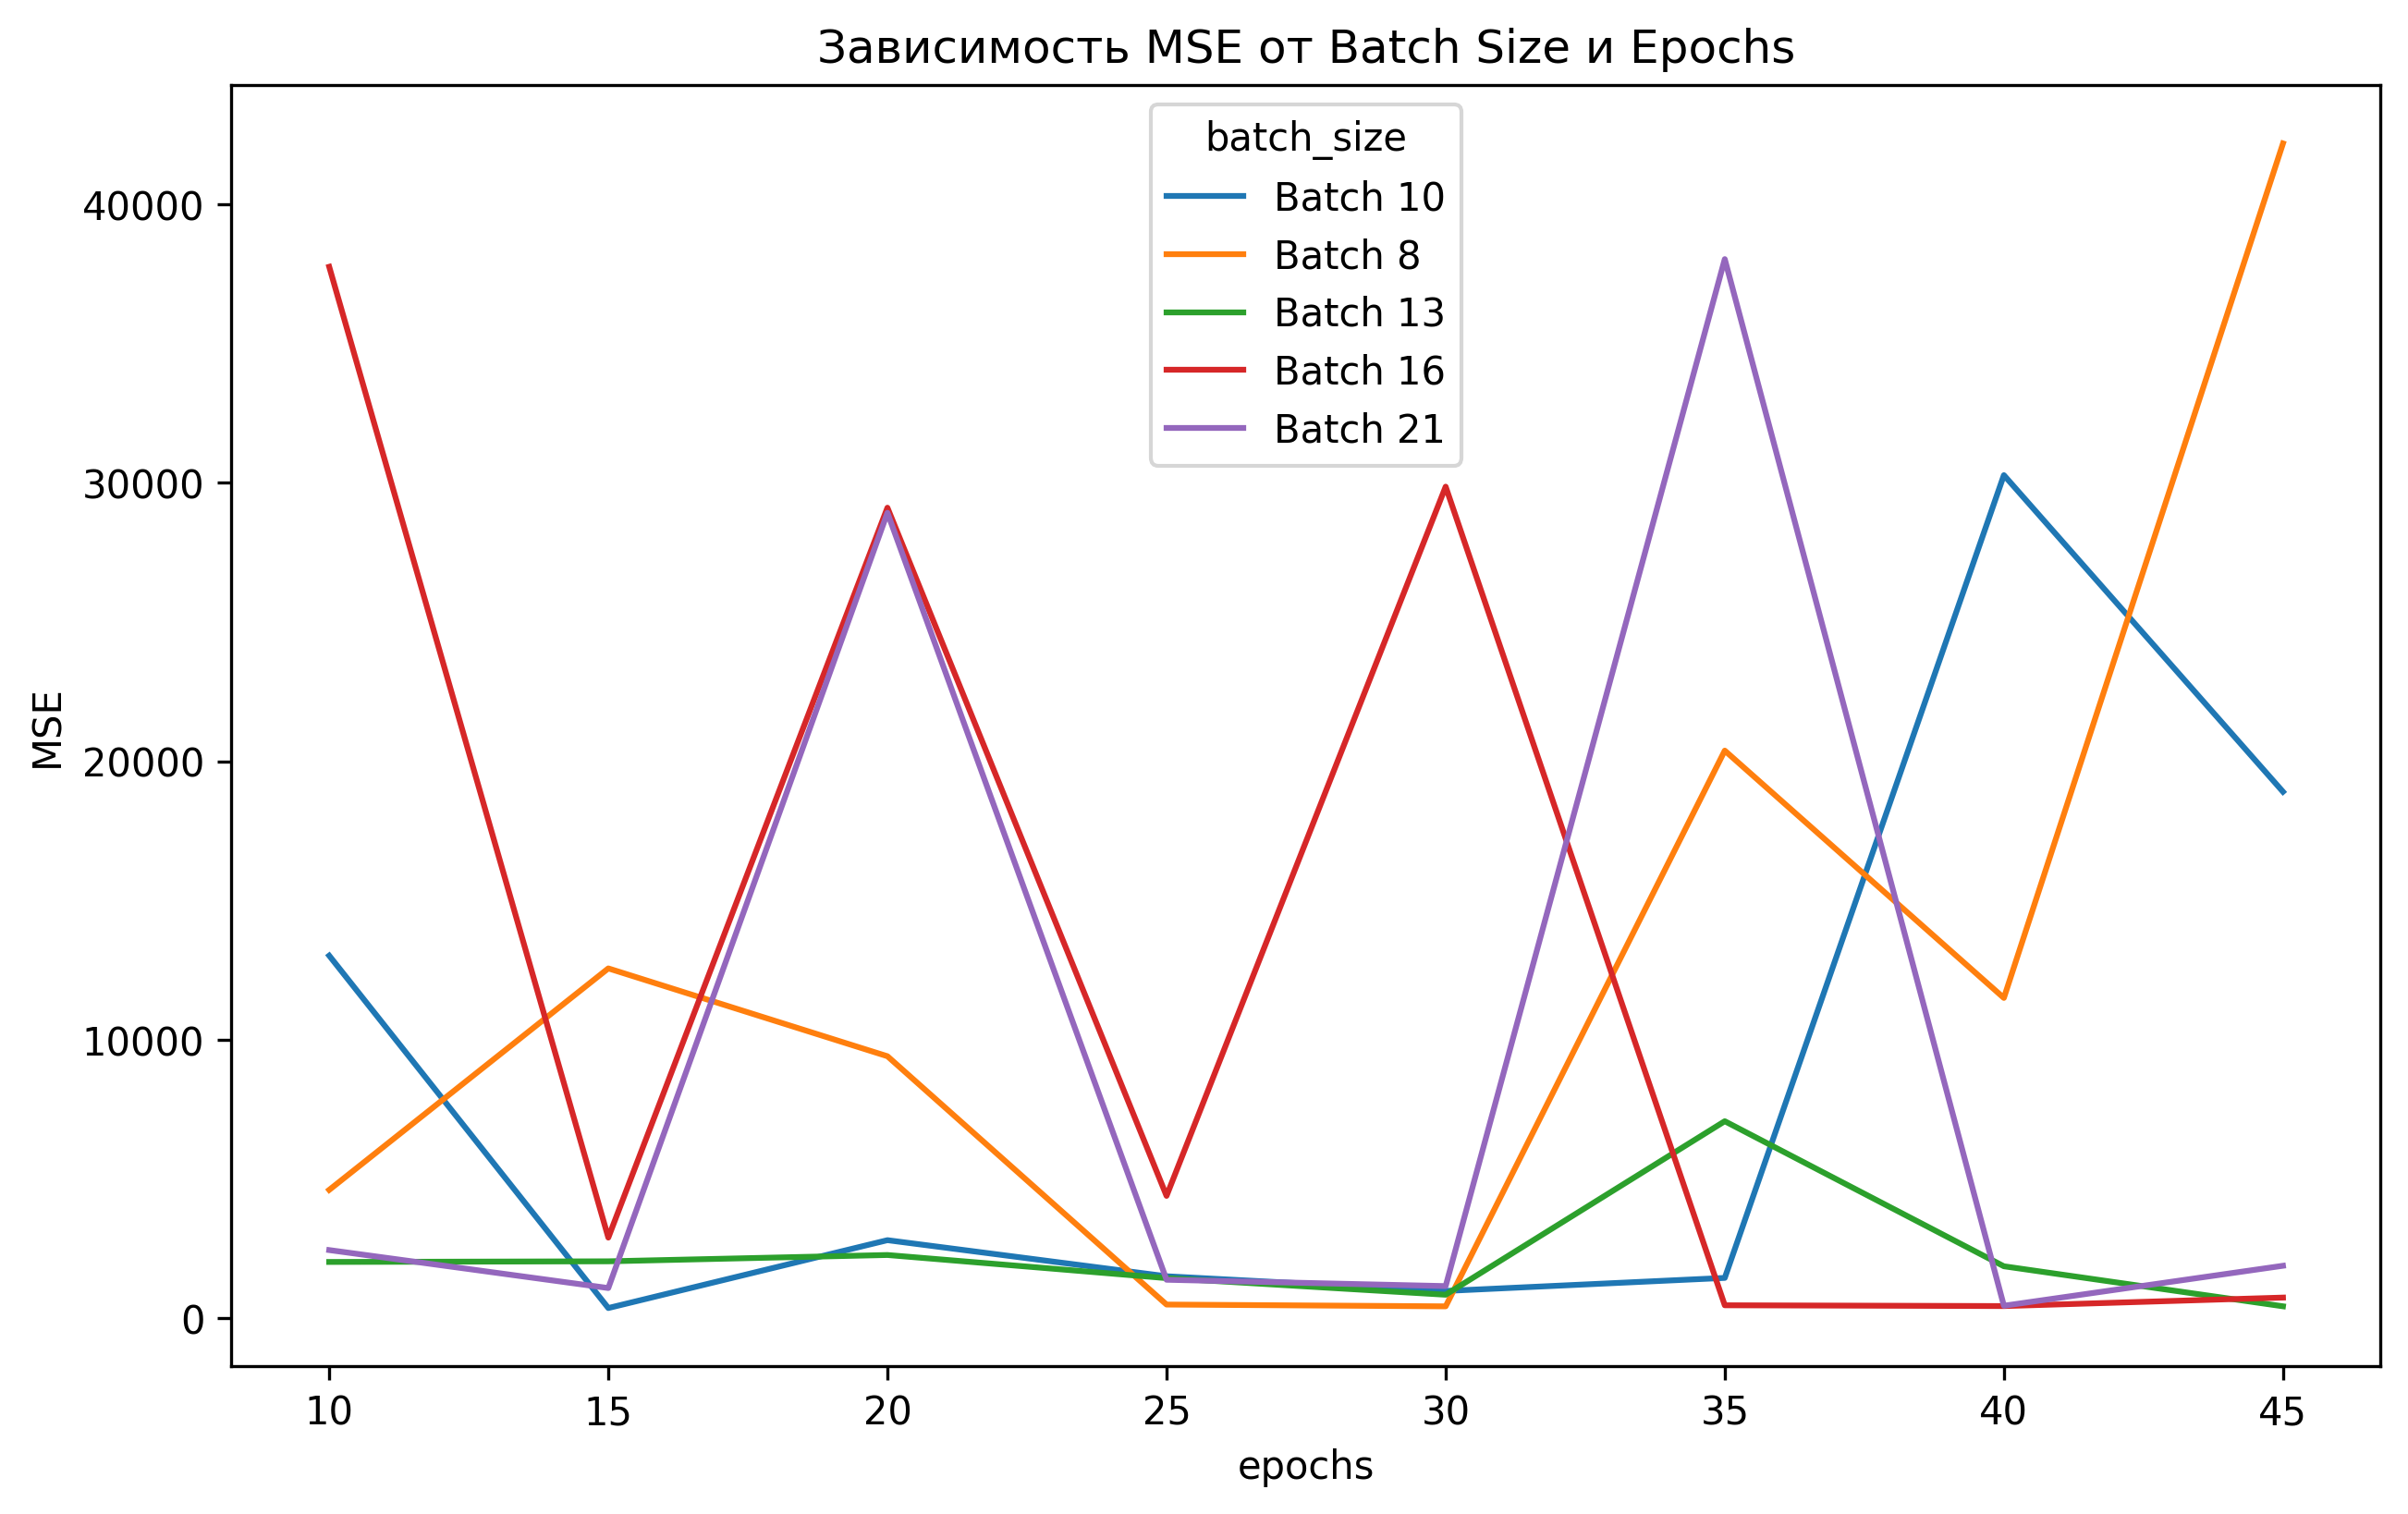 Зависимость MSE от Batch Size и Epochs
batch_size
Batch 10
Batch 8
Batch 13
Batch 16
Batch 21
MSE
40000
30000
20000
10000
0
10 15 20 25 30 35 40 45
epochs